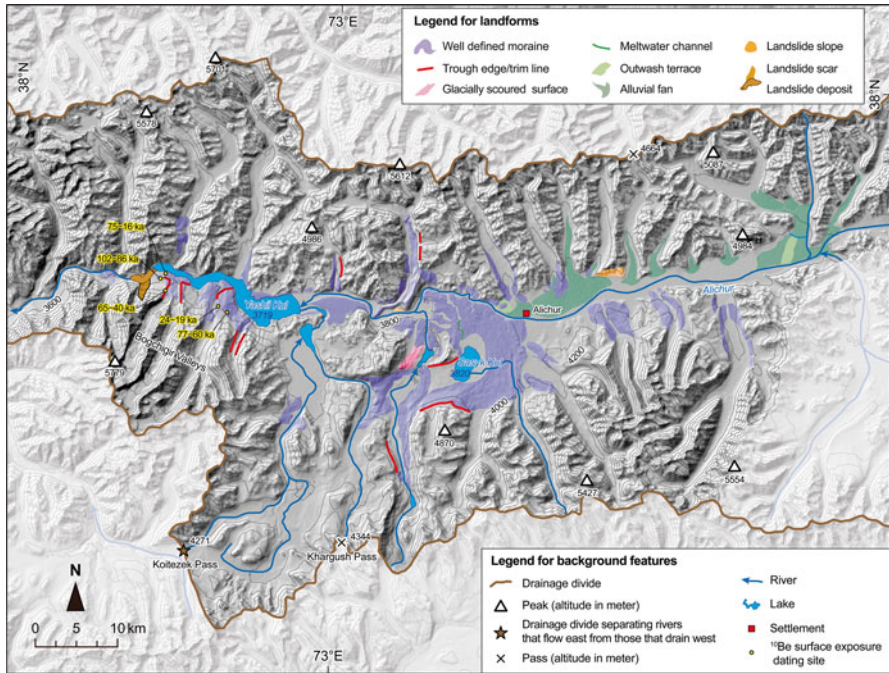 73°E
38°N
Legend for landforms
Well defined moraine
Trough edge/trim line
Glacially scoured surface
Meltwater channel
Outwash terrace
Alluvial fan
Landslide slope
Landslide scar
Landslide deposit
38°N
5701
5578
5612
4664
5087
4986
4984
75–16 ka
102–86 ka
65–40 ka
24–19 ka
77–60 ka
3600
Yashil Kul
3719
3800
Alichur
Alichur
Sasyk Kul
Bogchigir Valleys
5779
4200
4000
4870
5554
5427
4271
Koitezek Pass
4344
Khargush Pass
N
0 5 10 km
73°E
Legend for background features
Drainage divide
Peak (altitude in meter)
Drainage divide separating rivers
that flow east from those that drain west
Pass (altitude in meter)
River
Lake
Settlement
¹⁰Be surface exposure
dating site